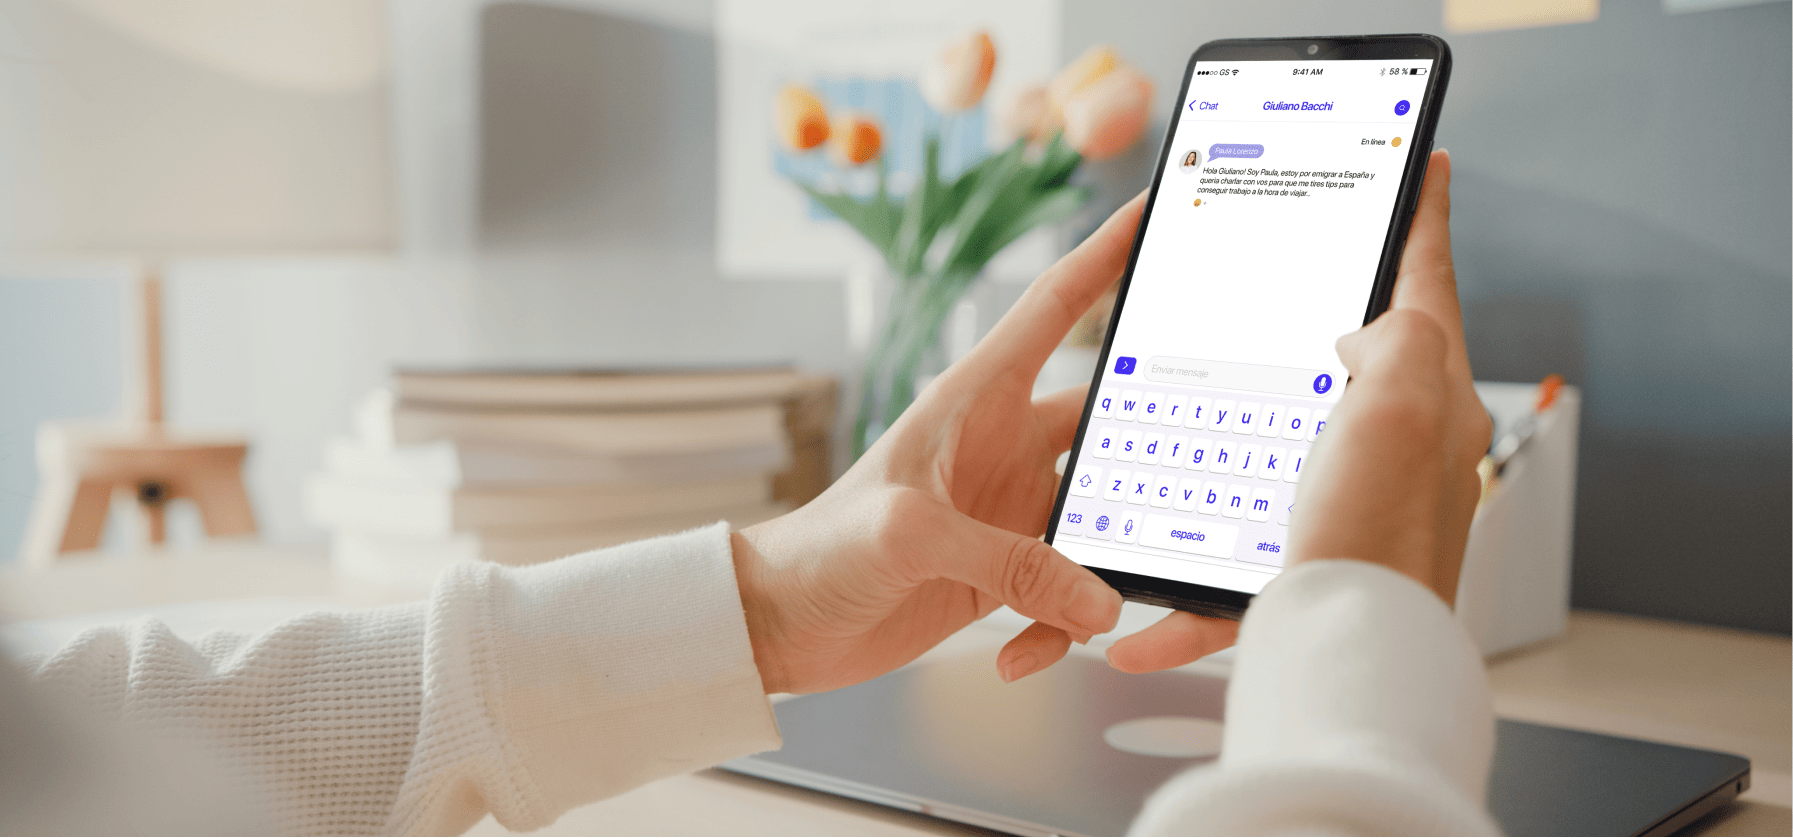 GS 9:41 AM 58 %
Chat Giuliano Bacchi
En línea
Paula Lorenzo
Hola Giuliano! Soy Paula, estoy por emigrar a España y
quería charlar con vos para que me tires tips para
conseguir trabajo a la hora de viajar..
Enviar mensaje
q w e r t y u i o p
a s d f g h j k l
z x c v b n m
123 espacio atrás